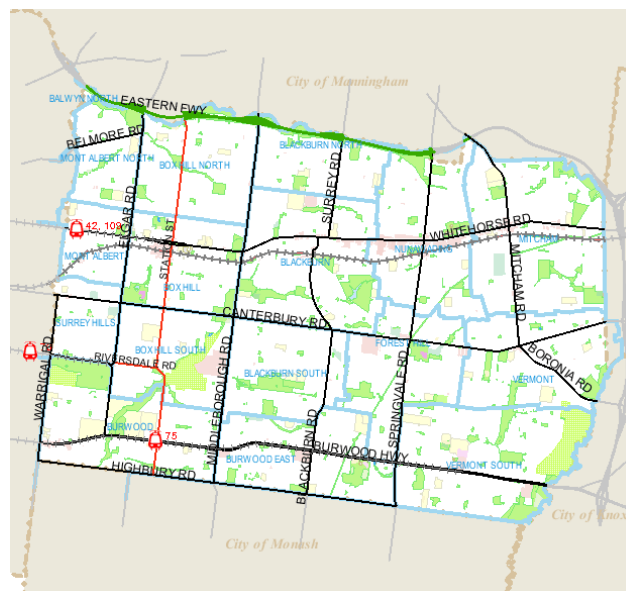 City of Manningham
BALWYN NORTH
EASTERN FWY
BELMORE RD
BLACKBURN NORTH
MONT ALBERT NORTH
BOX HILL NORTH
SURREY RD
ELGAR RD
42, 109
STATION ST
WHITEHORSE RD
MITCHAM
NUNAWADING
MONT ALBERT
BLACKBURN
MITCHAM RD
BOX HILL
CANTERBURY RD
SURREY HILLS
WARRIGAL RD
BOX HILL SOUTH
RIVERSDALE RD
MIDDLEBOROUGH RD
BLACKBURN SOUTH
BORONIA RD
VERMONT
SPRINGVALE RD
BLACKBURN RD
BURWOOD
75
BURWOOD HWY
BURWOOD EAST
VERMONT SOUTH
HIGHBURY RD
City of Monash
City of Knox